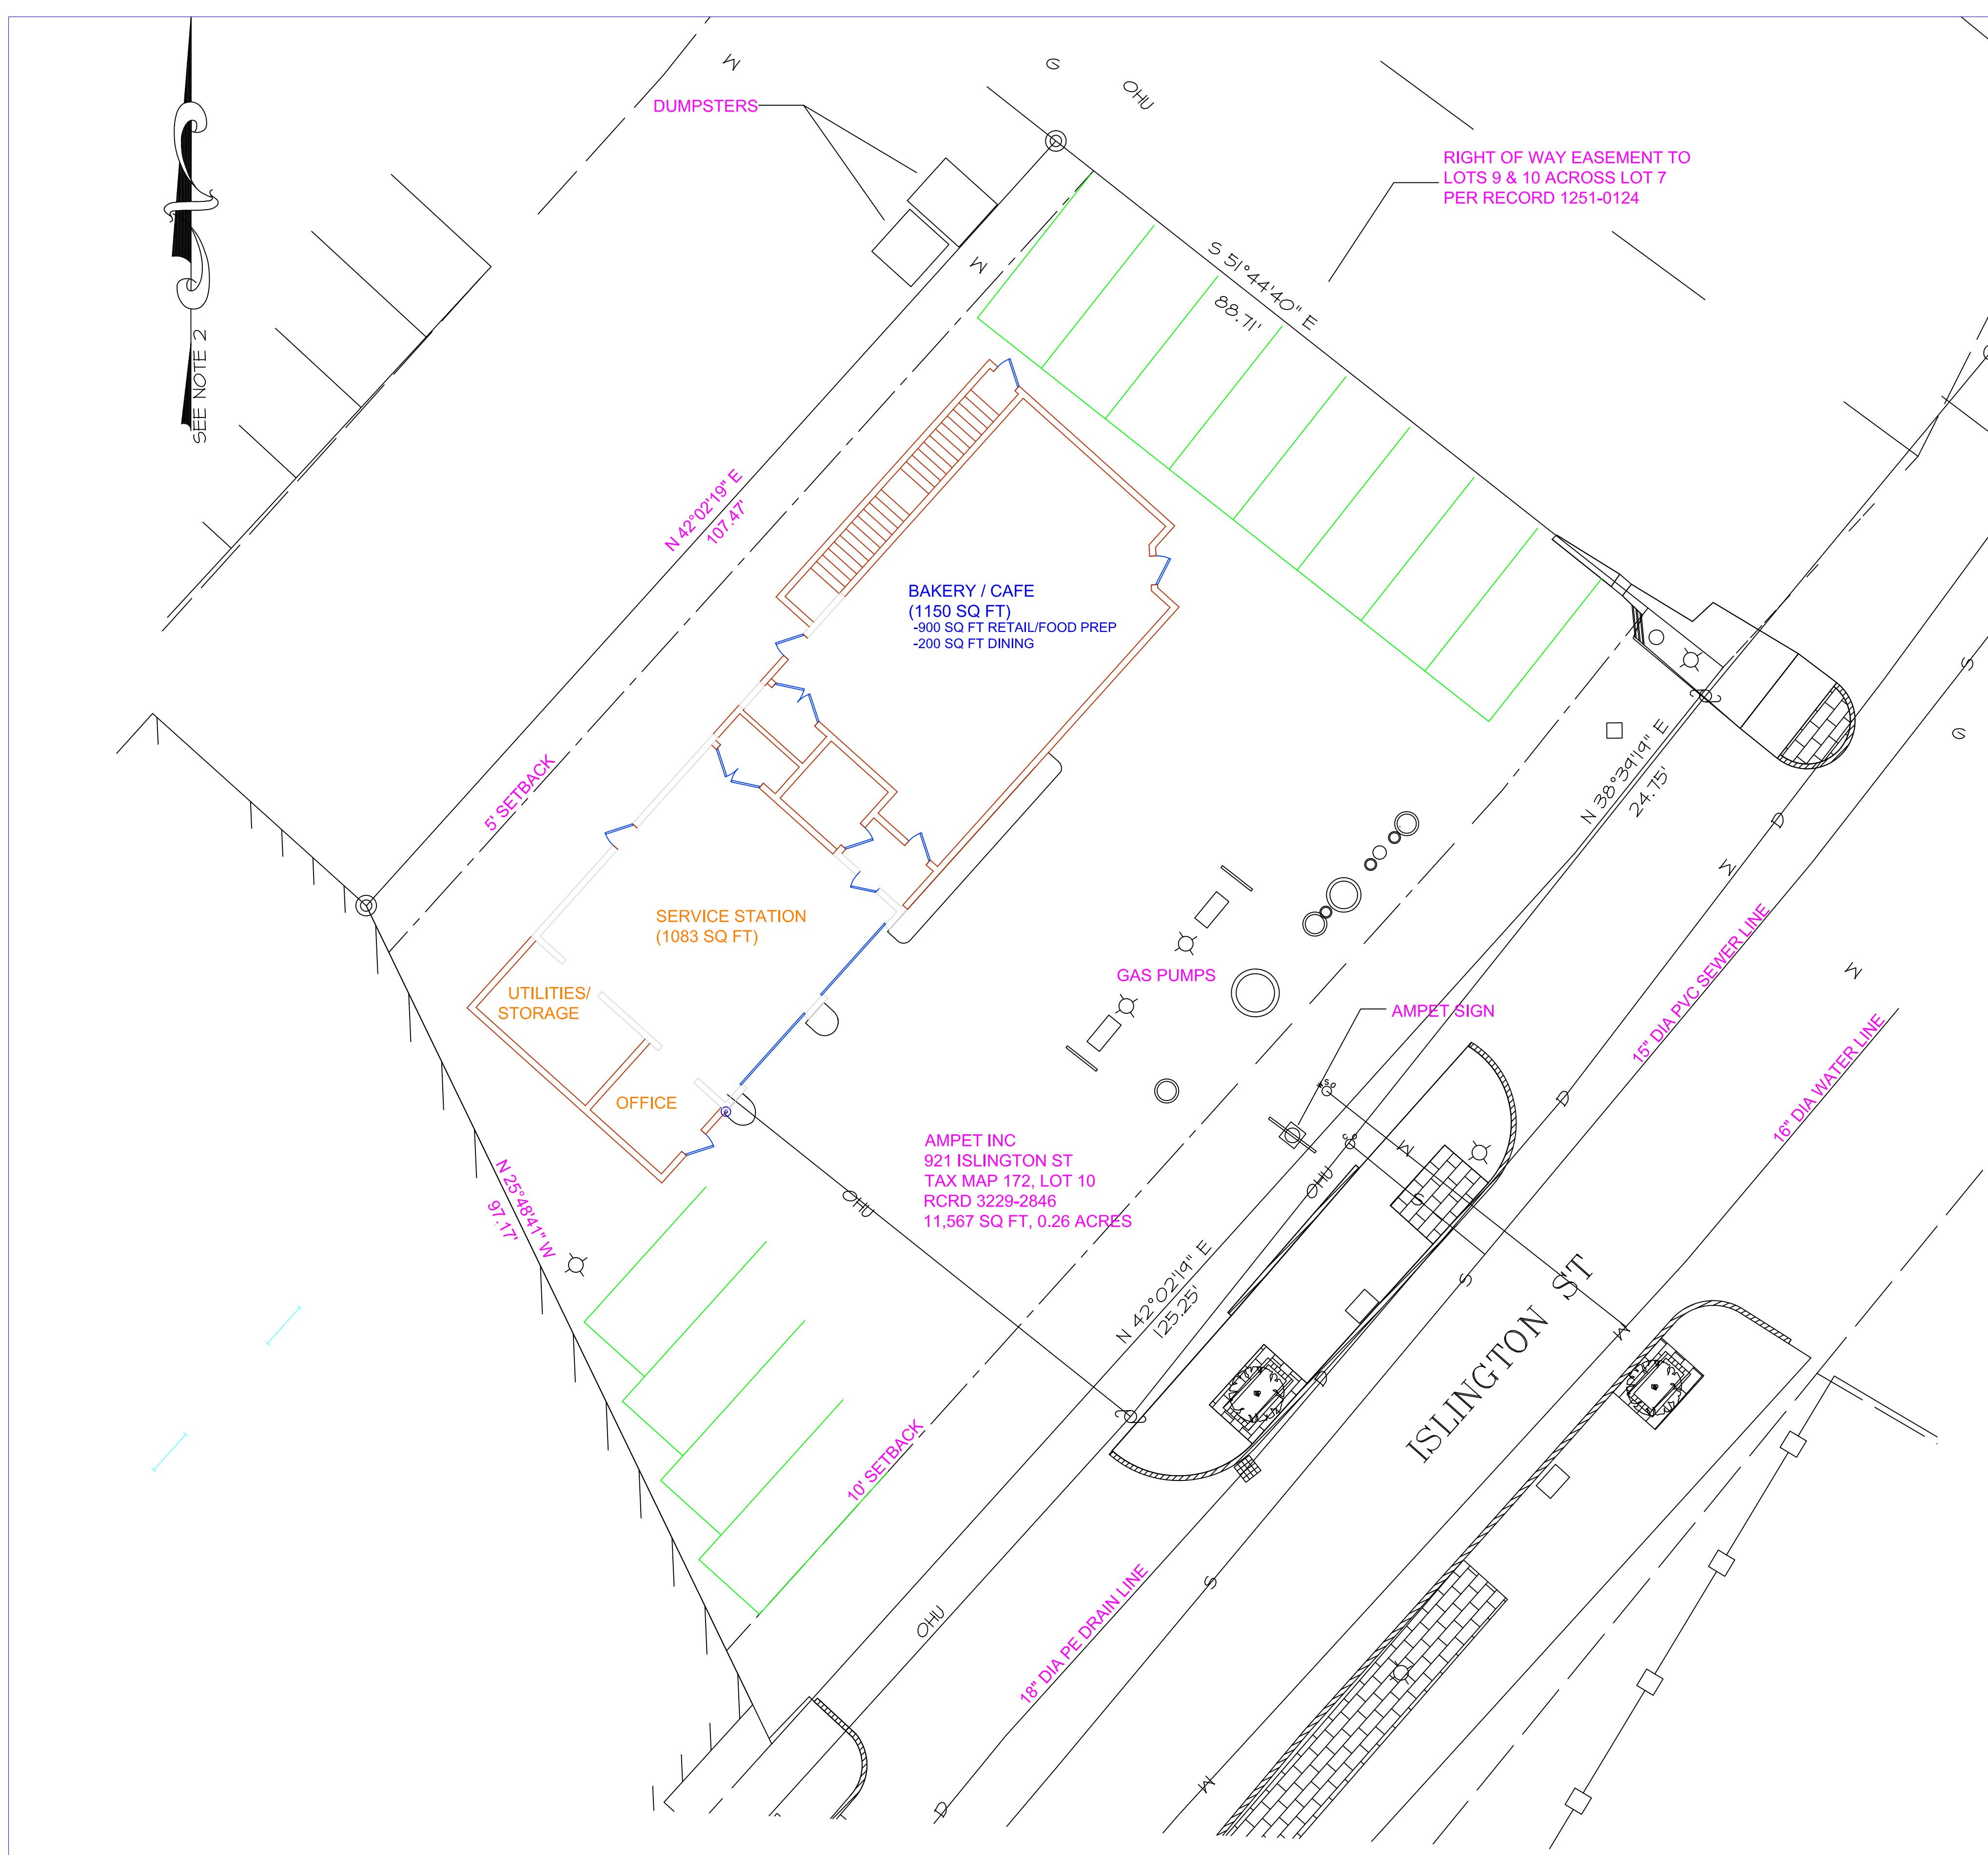 W
G
OHU
DUMPSTERS
RIGHT OF WAY EASEMENT TO
LOTS 9 & 10 ACROSS LOT 7
PER RECORD 1251-0124
SEE NOTE 2
W
S 51°44'40" E
88.71'
N 42°02'19" E
107.47'
BAKERY / CAFE
(1150 SQ FT)
-900 SQ FT RETAIL/FOOD PREP
-200 SQ FT DINING
S
G
N 38°39'19" E
24.75'
5' SETBACK
D
W
SERVICE STATION
(1083 SQ FT)
UTILITIES/
STORAGE
OFFICE
GAS PUMPS
AMPET SIGN
15" DIA PVC SEWER LINE
W
16" DIA WATER LINE
D
W
S
OHU
OHU
AMPET INC
921 ISLINGTON ST
TAX MAP 172, LOT 10
RCRD 3229-2846
11,567 SQ FT, 0.26 ACRES
N 25°48'41" W
97.17'
N 42°02'19" E
125.25'
S
ISLINGTON ST
W
D
10' SETBACK
S
OHU
18" DIA PE DRAIN LINE
W
D